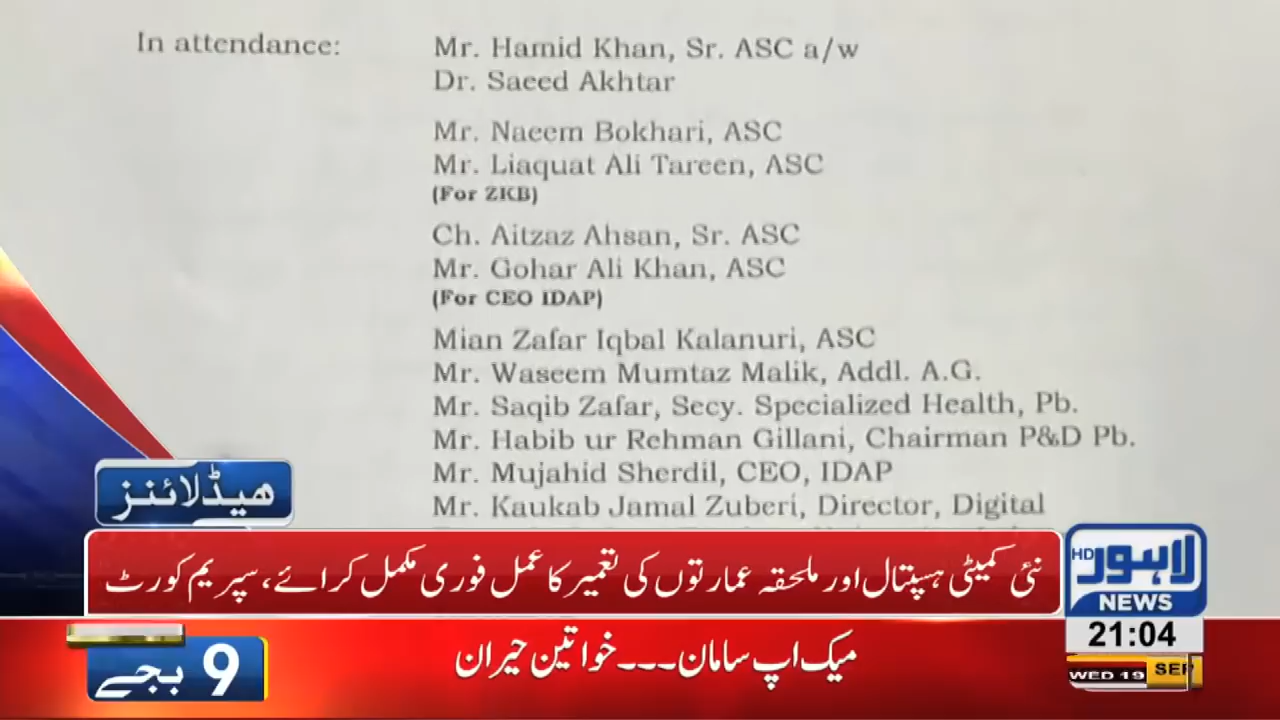 In attendance:
Mr. Hamid Khan, Sr. ASC a/w
Dr. Saeed Akhtar
Mr. Naeem Bokhari, ASC
Mr. Liaquat Ali Tareen, ASC
(For ZKB)
Ch. Aitzaz Ahsan, Sr. ASC
Mr. Gohar Ali Khan, ASC
(For CEO IDAP)
Mian Zafar Iqbal Kalanuri, ASC
Mr. Waseem Mumtaz Malik, Addl. A.G.
Mr. Saqib Zafar, Secy. Specialized Health, Pb.
Mr. Habib ur Rehman Gillani, Chairman P&D Pb.
Mr. Mujahid Sherdil, CEO, IDAP
Mr. Kaukab Jamal Zuberi, Director, Digital
ہیڈلائنز
نئی کمیٹی ہسپتال اور ملحقہ عمارتوں کی تعمیر کا عمل فوری مکمل کرائے، سپریم کورٹ
HD
لاہور
NEWS
21:04
میک اپ سامان۔۔۔خواتین حیران
9 بجے
WED 19 SEP